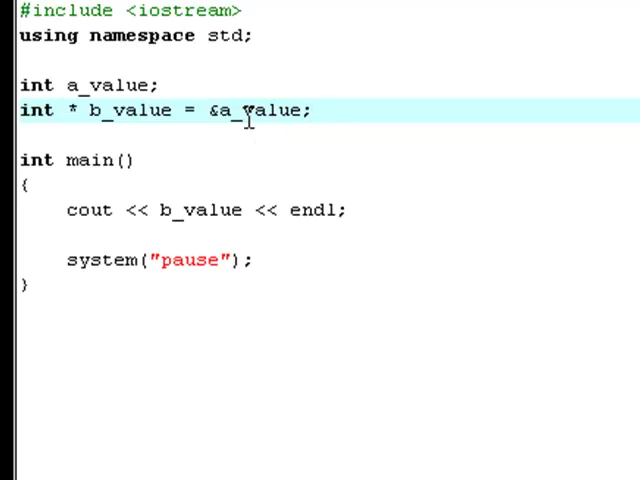 #include <iostream>
using namespace std;
int a_value;
int * b_value = &a_value;
int main()
{
cout << b_value << endl;
system("pause");
}